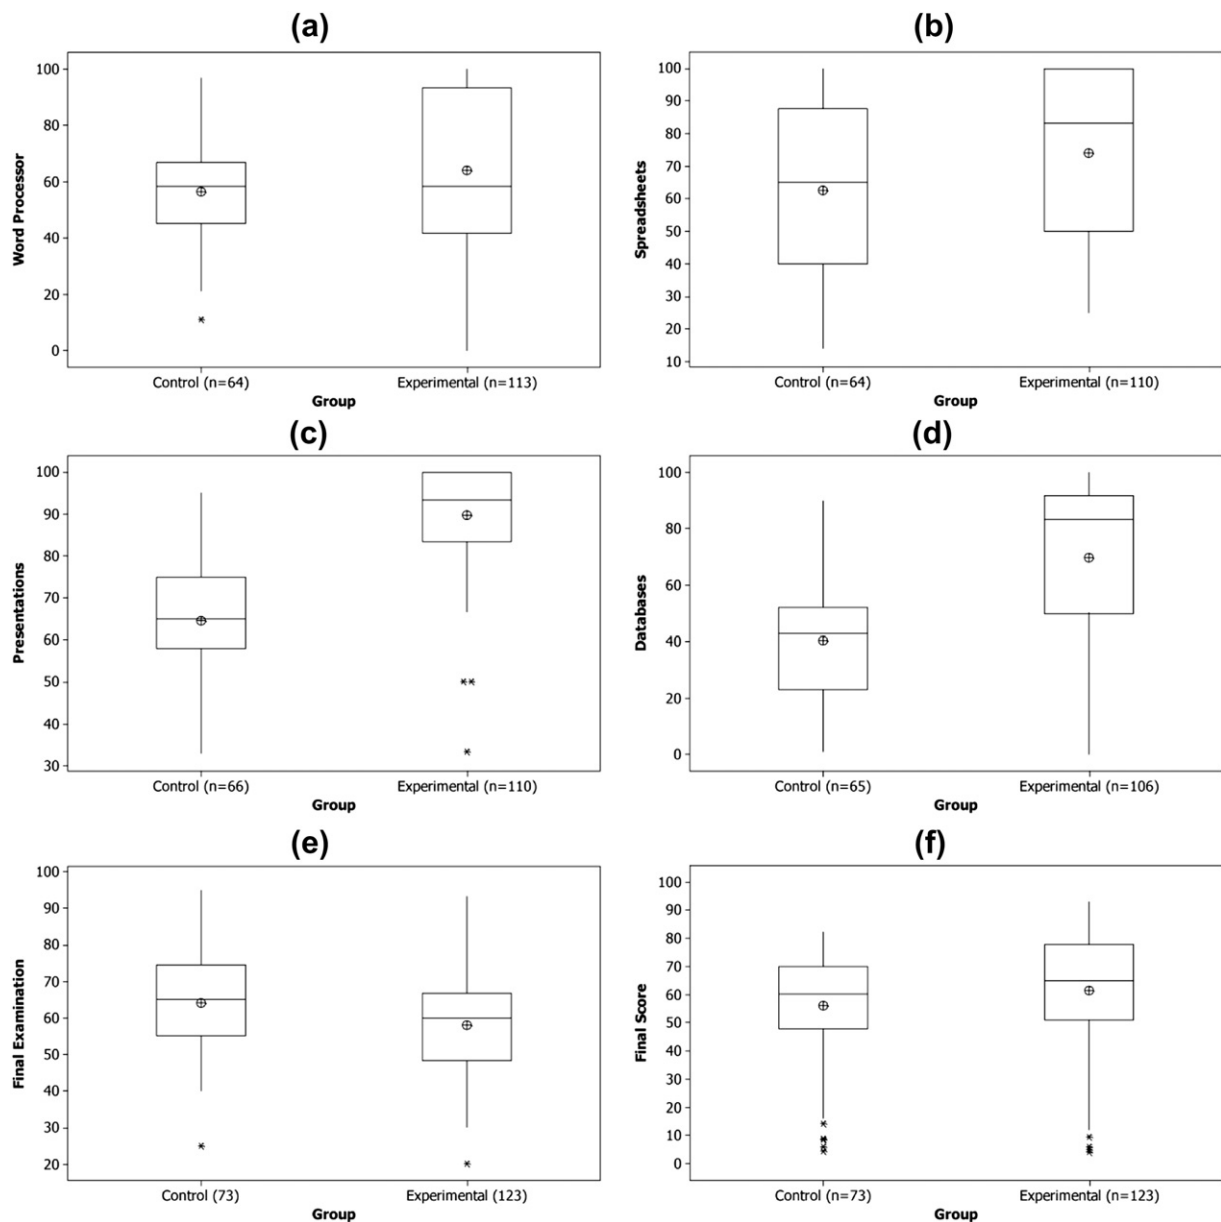 (a)
100
80
60
40
20
0
Word Processor
Control (n=64)
Experimental (n=113)
Group
(b)
100
90
80
70
60
50
40
30
20
10
Spreadsheets
Control (n=64)
Experimental (n=110)
Group
(c)
100
90
80
70
60
50
40
30
Presentations
Control (n=66)
Experimental (n=110)
Group
(d)
100
80
60
40
20
0
Databases
Control (n=65)
Experimental (n=106)
Group
(e)
100
90
80
70
60
50
40
30
20
Final Examination
Control (73)
Experimental (123)
Group
(f)
100
90
80
70
60
50
40
30
20
10
0
Final Score
Control (n=73)
Experimental (n=123)
Group